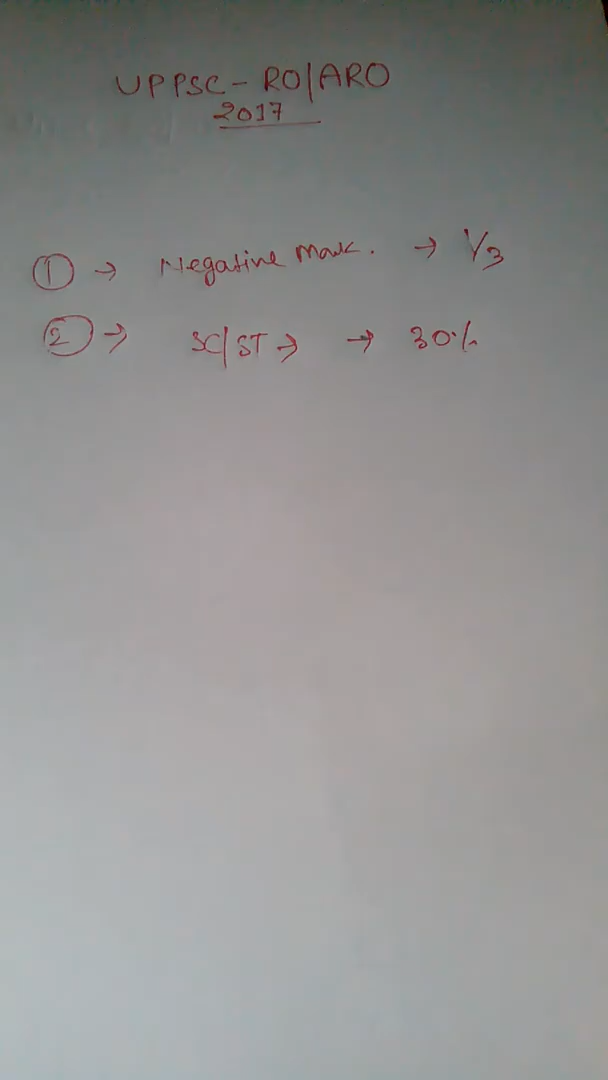 UPPSC - RO/ARO
2017
① → Negative Mark. → 1/3
② → SC/ST → → 30%